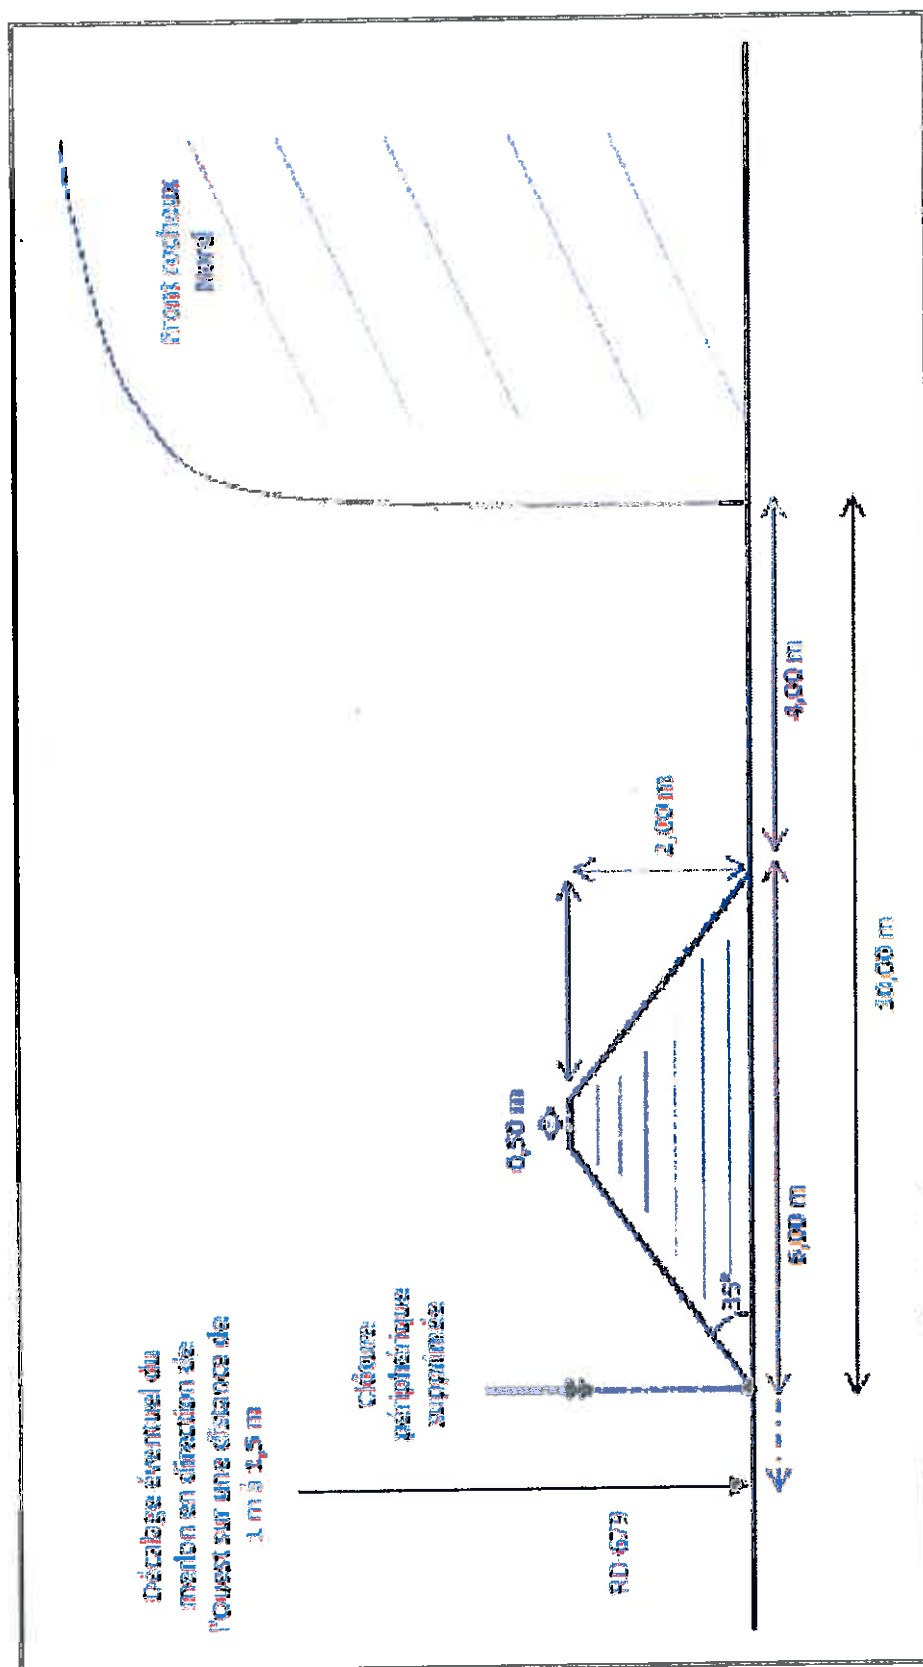 Front rocheux
Nord
Décalage éventuel du
merlon en direction de
l'Ouest sur une distance de
1 m à 1,5 m
Clôture
périphérique
supprimée
RD 679
0,50 m
2,00 m
35°
6,00 m
4,00 m
10,00 m